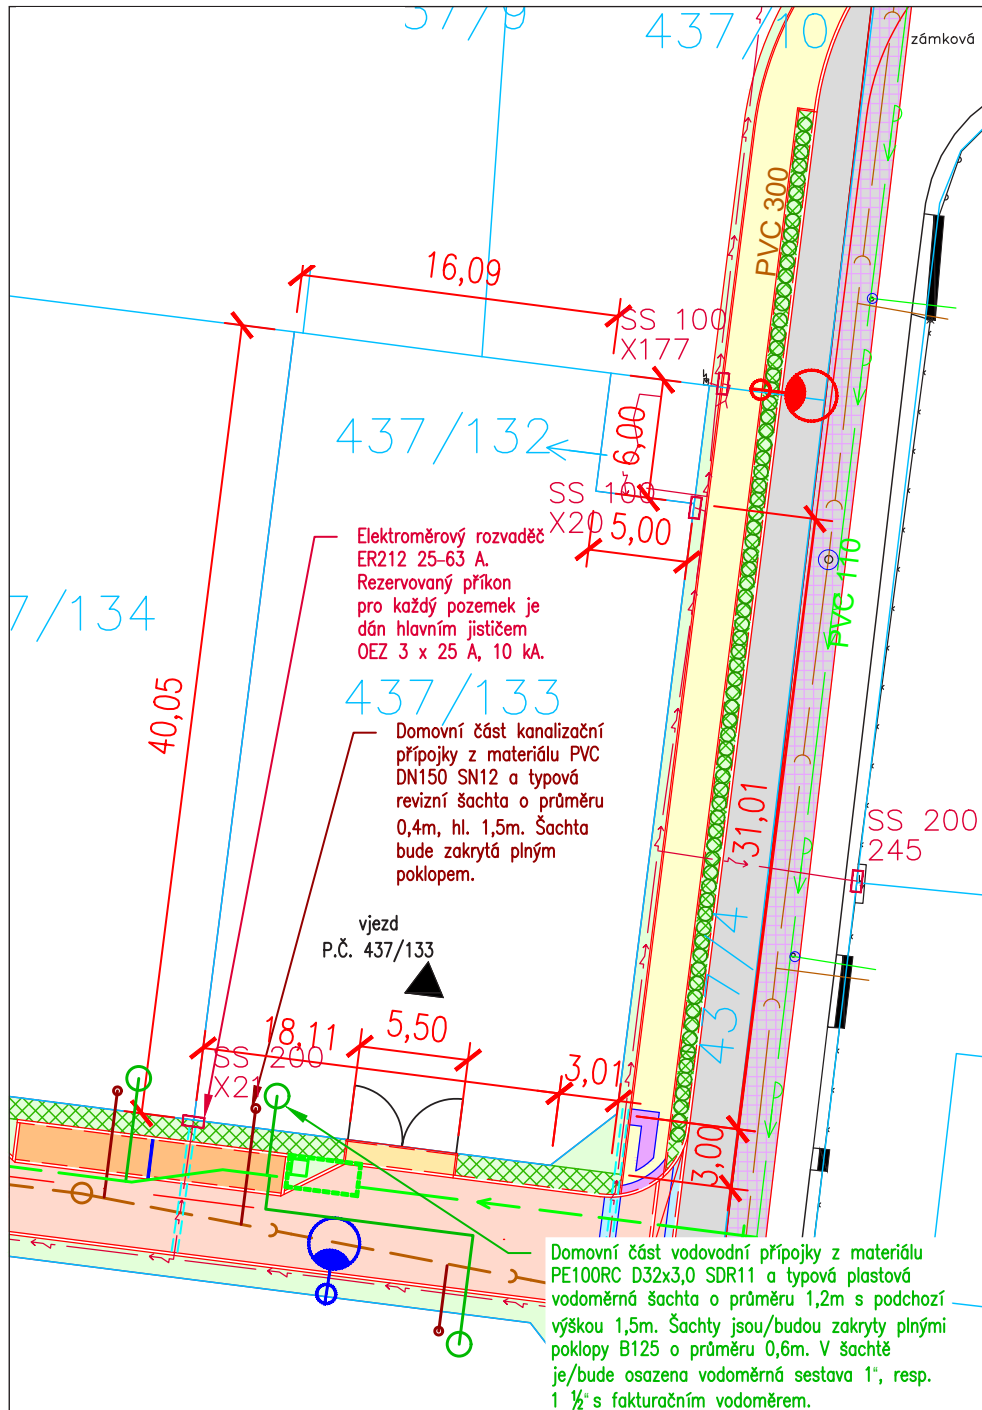 37/9
437/10
zámková
PVC 300
16,09
SS 100
X177
437/132
6,00
SS 100
X20
5,00
Elektroměrový rozvaděč
ER212 25-63 A.
Rezervovaný příkon
pro každý pozemek je
dán hlavním jističem
OEZ 3 x 25 A, 10 kA.
PVC 110
7/134
40,05
437/133
Domovní část kanalizační
přípojky z materiálu PVC
DN150 SN12 a typová
revizní šachta o průměru
0,4m, hl. 1,5m. Šachta
bude zakrytá plným
poklopem.
31,01
SS 200
245
437/4
vjezd
P.Č. 437/133
18,11
5,50
3,01
SS 200
X21
3,00
Domovní část vodovodní přípojky z materiálu
PE100RC D32x3,0 SDR11 a typová plastová
vodoměrná šachta o průměru 1,2m s podchozí
výškou 1,5m. Šachty jsou/budou zakryty plnými
poklopy B125 o průměru 0,6m. V šachtě
je/bude osazena vodoměrná sestava 1", resp.
1 ½" s fakturačním vodoměrem.